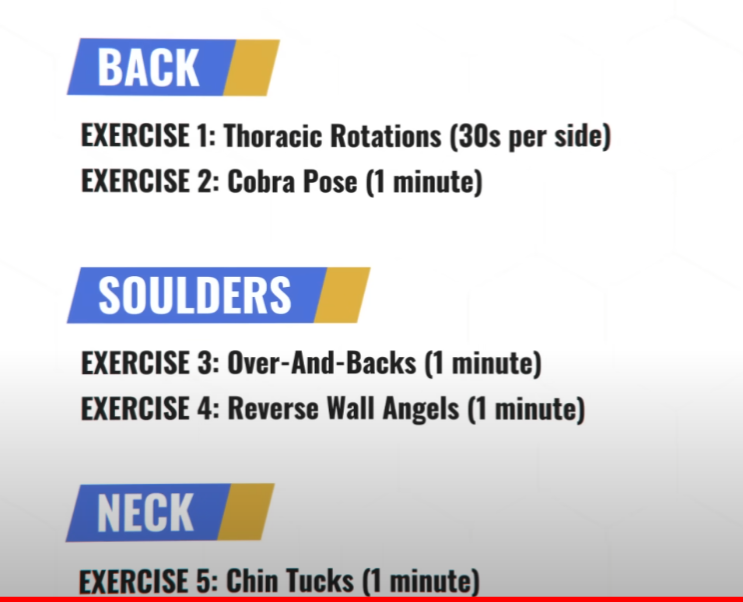 BACK
EXERCISE 1: Thoracic Rotations (30s per side)
EXERCISE 2: Cobra Pose (1 minute)
SOULDERS
EXERCISE 3: Over-And-Backs (1 minute)
EXERCISE 4: Reverse Wall Angels (1 minute)
NECK
EXERCISE 5: Chin Tucks (1 minute)